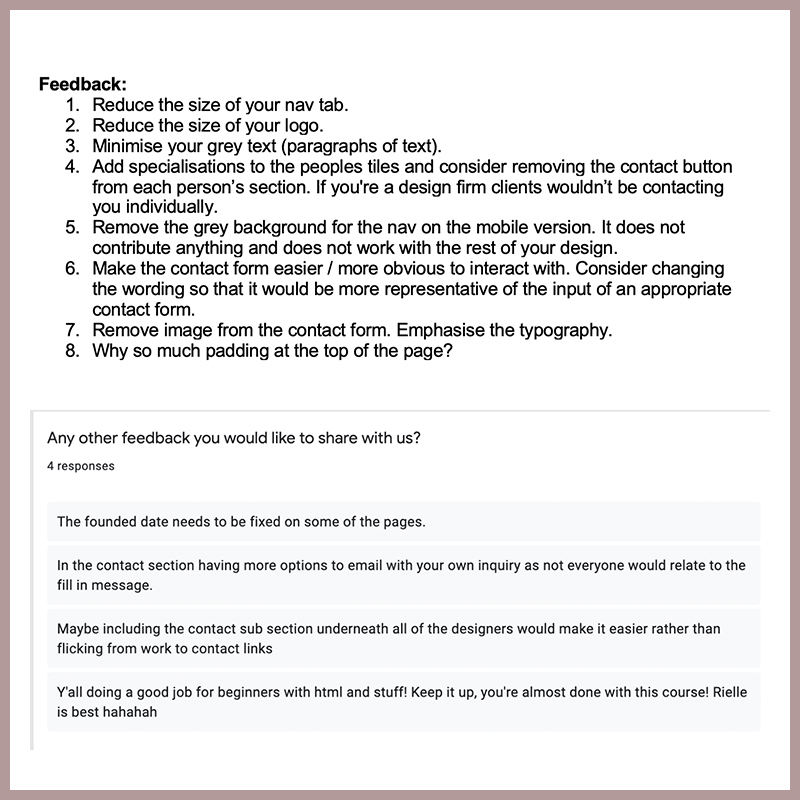 Feedback:
1. Reduce the size of your nav tab.
2. Reduce the size of your logo.
3. Minimise your grey text (paragraphs of text).
4. Add specialisations to the peoples tiles and consider removing the contact button
from each person's section. If you're a design firm clients wouldn't be contacting
you individually.
5. Remove the grey background for the nav on the mobile version. It does not
contribute anything and does not work with the rest of your design.
6. Make the contact form easier / more obvious to interact with. Consider changing
the wording so that it would be more representative of the input of an appropriate
contact form.
7. Remove image from the contact form. Emphasise the typography.
8. Why so much padding at the top of the page?
Any other feedback you would like to share with us?
4 responses
The founded date needs to be fixed on some of the pages.
In the contact section having more options to email with your own inquiry as not everyone would relate to the
fill in message.
Maybe including the contact sub section underneath all of the designers would make it easier rather than
flicking from work to contact links
Y'all doing a good job for beginners with html and stuff! Keep it up, you're almost done with this course! Rielle
is best hahahah